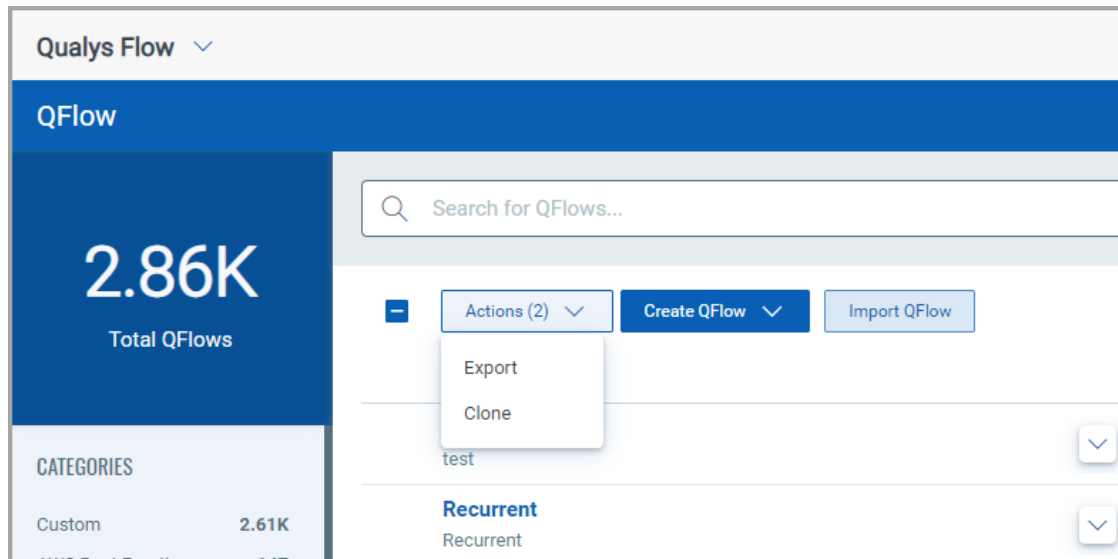 Qualys Flow
QFlow
2.86K
Total QFlows
Search for QFlows...
Actions (2)
Create QFlow
Import QFlow
Export
Clone
test
Recurrent
Recurrent
CATEGORIES
Custom 2.61K